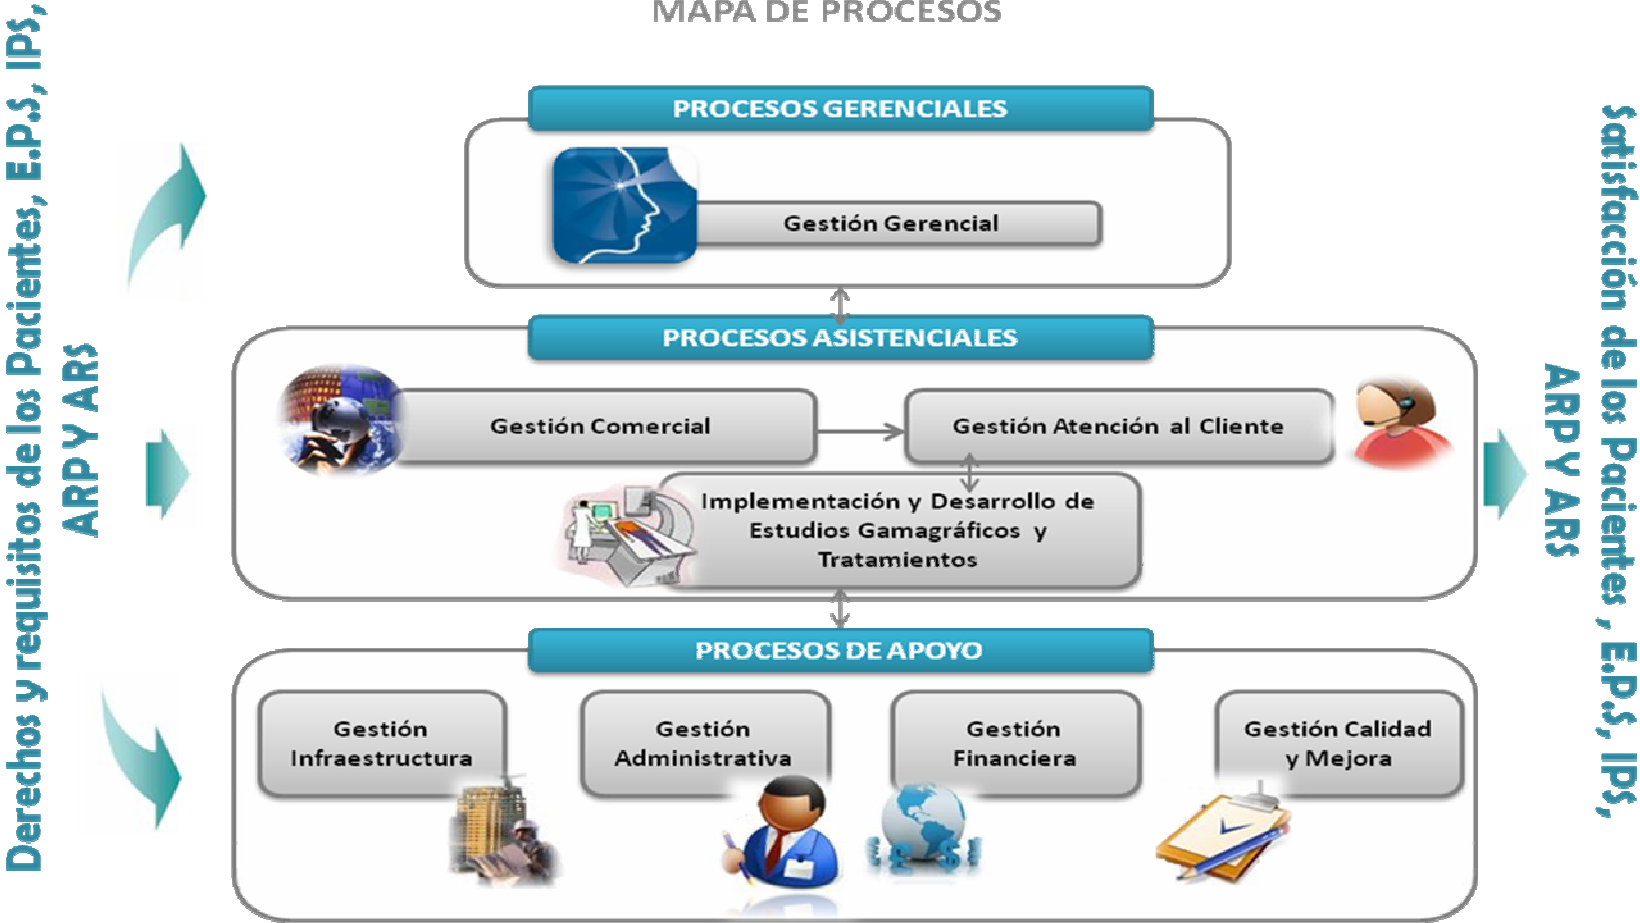 MAPA DE PROCESOS
Derechos y requisitos de los Pacientes, E.P.S, IPS,
ARP Y ARS
PROCESOS GERENCIALES
Gestión Gerencial
PROCESOS ASISTENCIALES
Gestión Comercial
Gestión Atención al Cliente
Implementación y Desarrollo de
Estudios Gamagráficos y
Tratamientos
PROCESOS DE APOYO
Gestión
Infraestructura
Gestión
Administrativa
Gestión
Financiera
Gestión Calidad
y Mejora
Satisfacción de los Pacientes , E.P.S, IPS,
ARP Y ARS